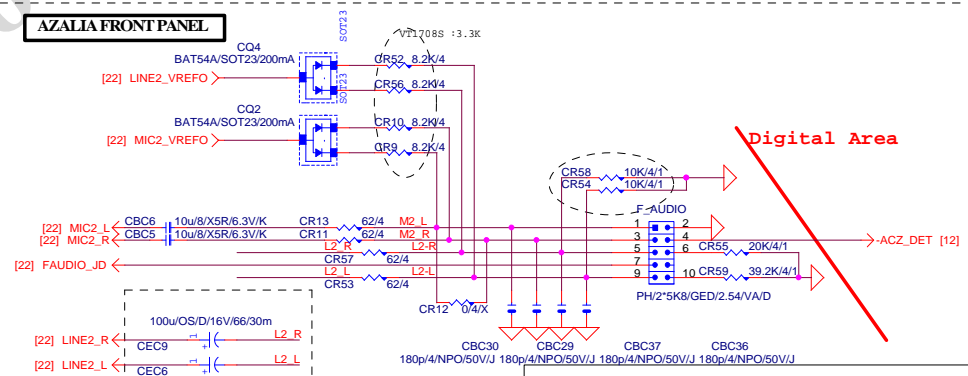 AZALIA FRONT PANEL
SOT23
VT1708S :3.3K
CQ4
BAT54A/SOT23/200mA
CR52 8.2K/4
[22] LINE2_VREFO
SOT23
CR56 8.2K/4
CQ2
BAT54A/SOT23/200mA
CR10 8.2K/4
[22] MIC2_VREFO
CR9 8.2K/4
Digital Area
CR58 10K/4/1
CR54 10K/4/1
F_AUDIO
[22] MIC2_L CBC6 10u/8/X5R/6.3V/K CR13 62/4 M2_L 1 2
[22] MIC2_R CBC5 10u/8/X5R/6.3V/K CR11 62/4 M2_R 3 4 -ACZ_DET [12]
L2_R L2-R 5 6 CR55 20K/4/1
[22] FAUDIO_JD CR57 62/4 7
L2_L L2-L 9 10 CR59 39.2K/4/1
CR53 62/4
PH/2*5K8/GED/2.54/VA/D
CR12 0/4/X
100u/OS/D/16V/66/30m
[22] LINE2_R 1 + L2_R
CEC9
[22] LINE2_L 1 + L2_L
CEC6
CBC30 CBC29 CBC37 CBC36
180p/4/NPO/50V/J 180p/4/NPO/50V/J 180p/4/NPO/50V/J 180p/4/NPO/50V/J